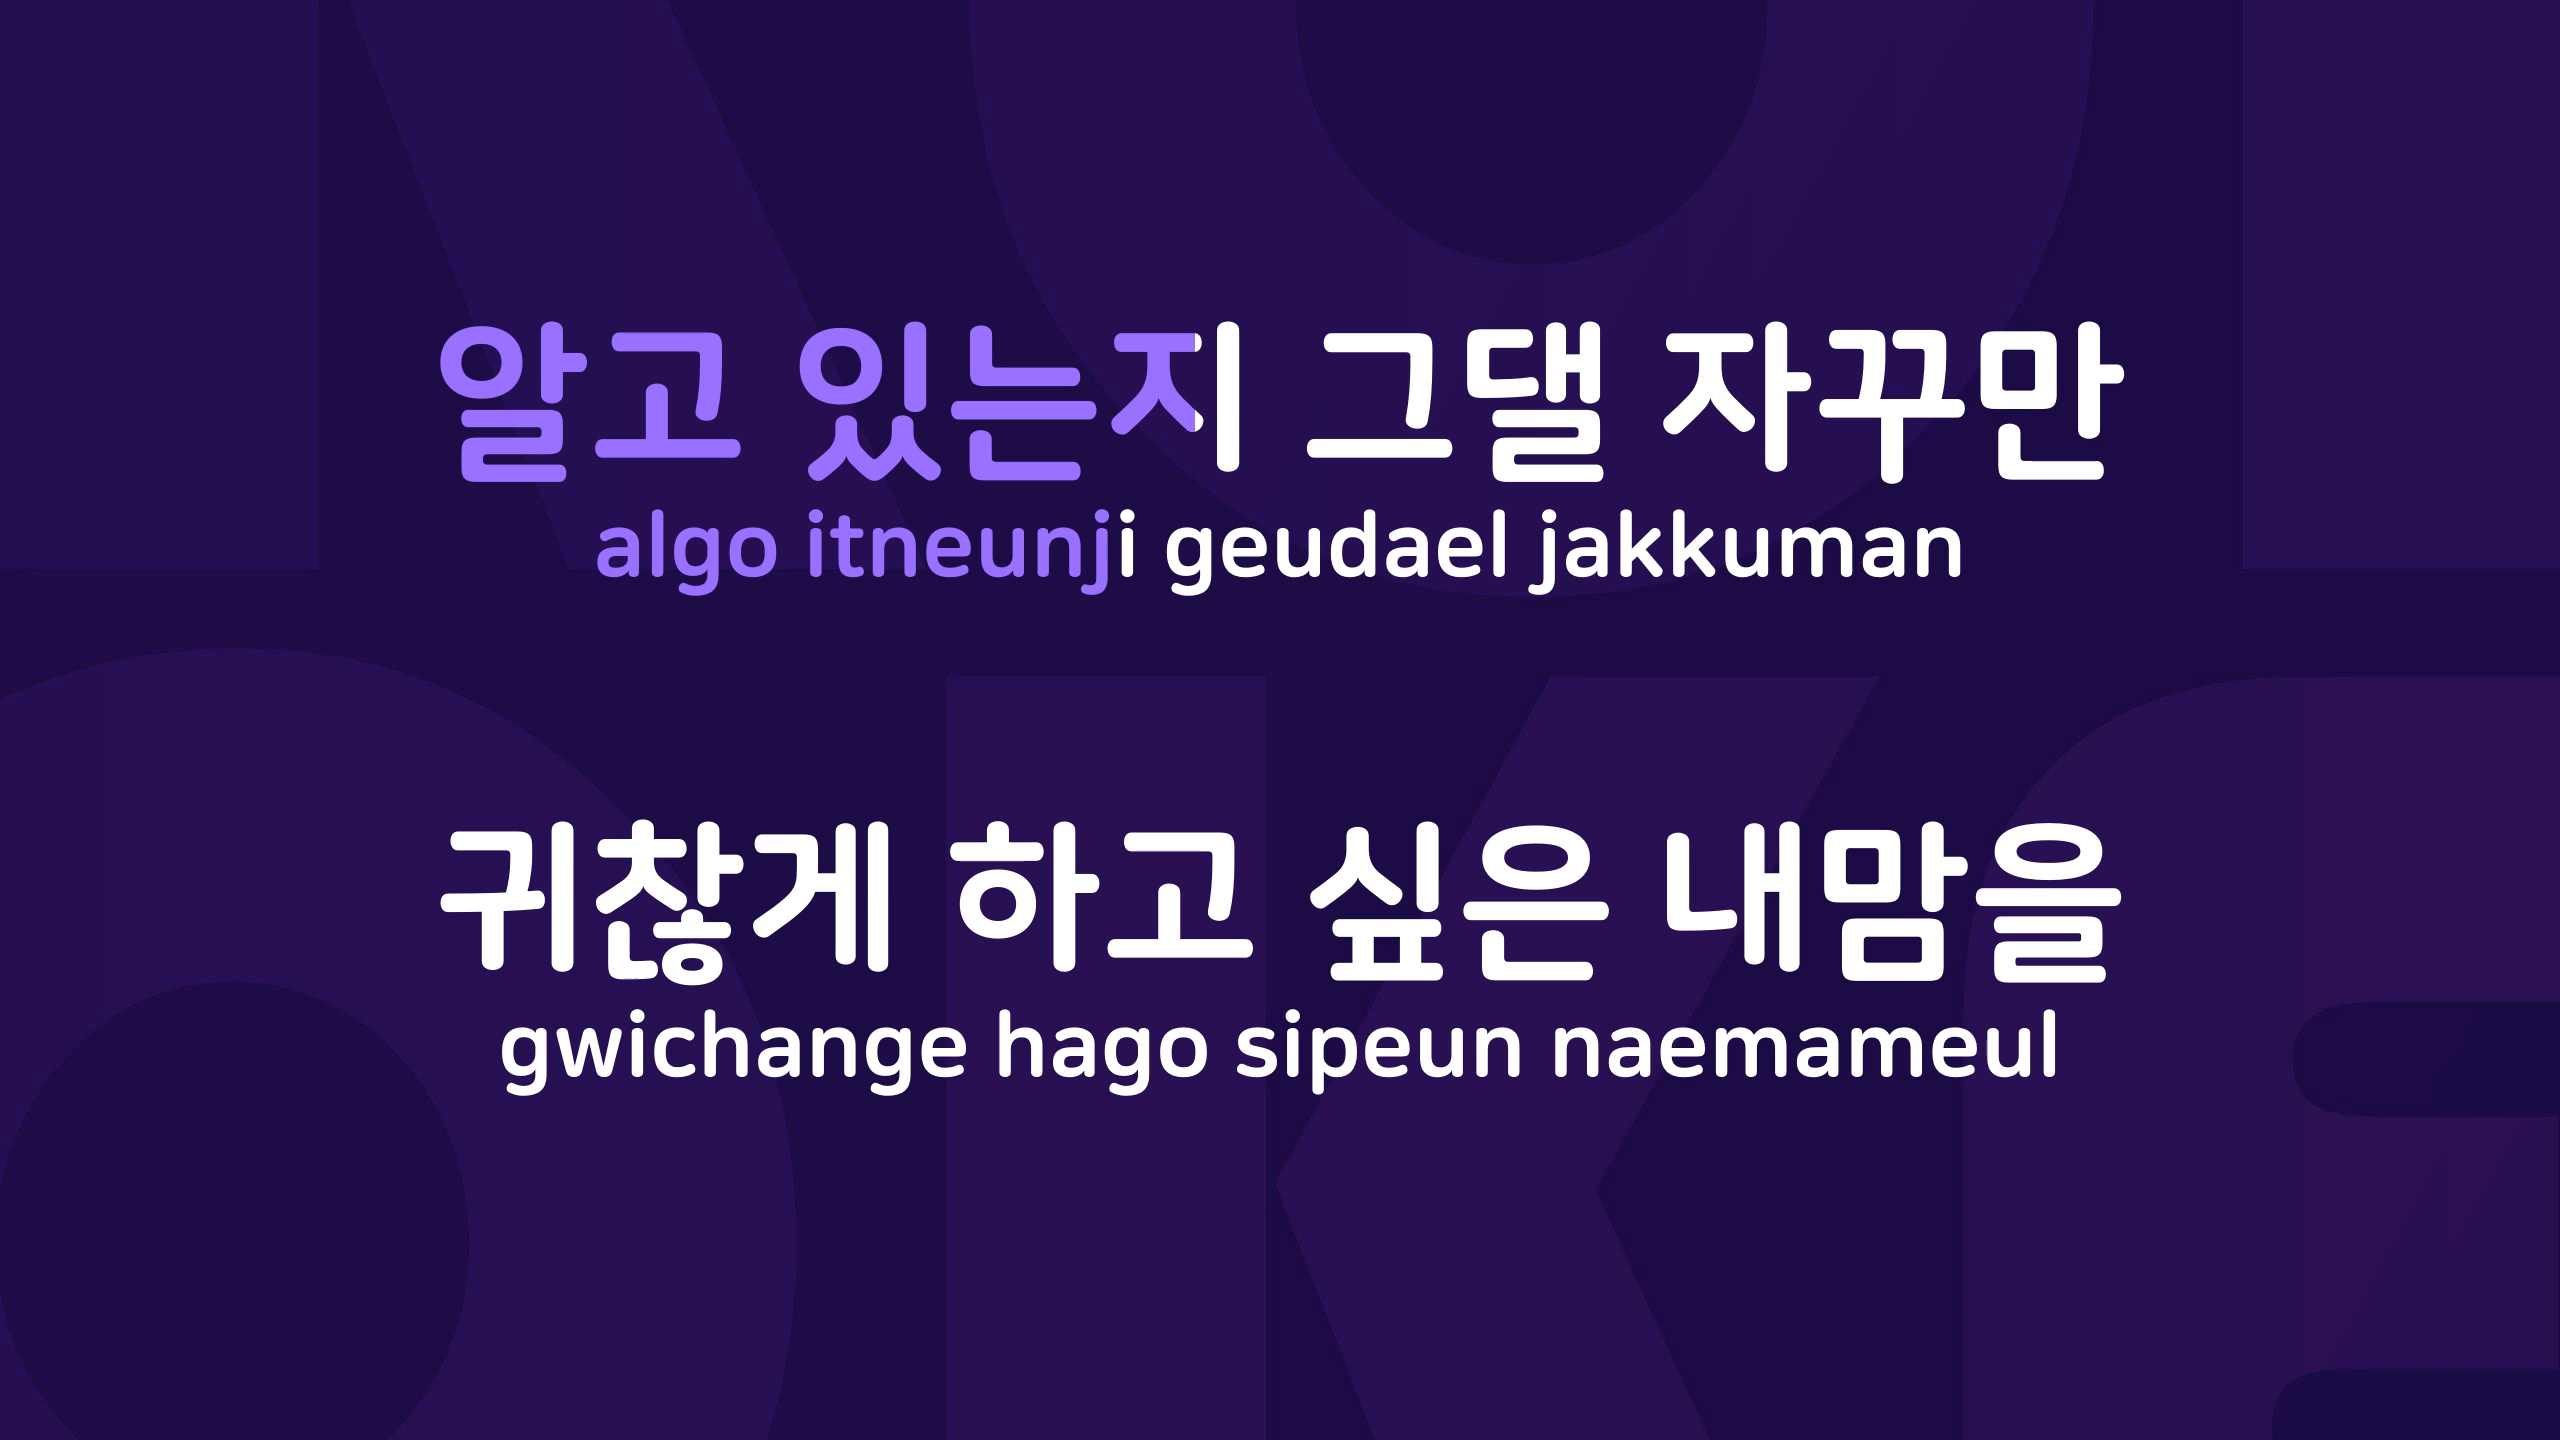 알고 있는지 그댈 자꾸만
algo itneunji geudael jakkuman
귀찮게 하고 싶은 내맘을
gwichange hago sipeun naemameul